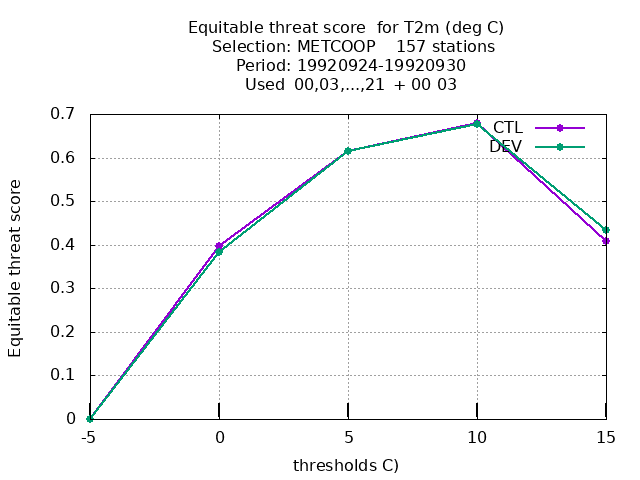 Equitable threat score for T2m (deg C)
Selection: METCOOP 157 stations
Period: 19920924-19920930
Used 00,03,...,21 + 00 03
0.7
0.6
0.5
0.4
0.3
0.2
0.1
0
Equitable threat score
CTL
DEV
-5
0
5
10
15
thresholds C)